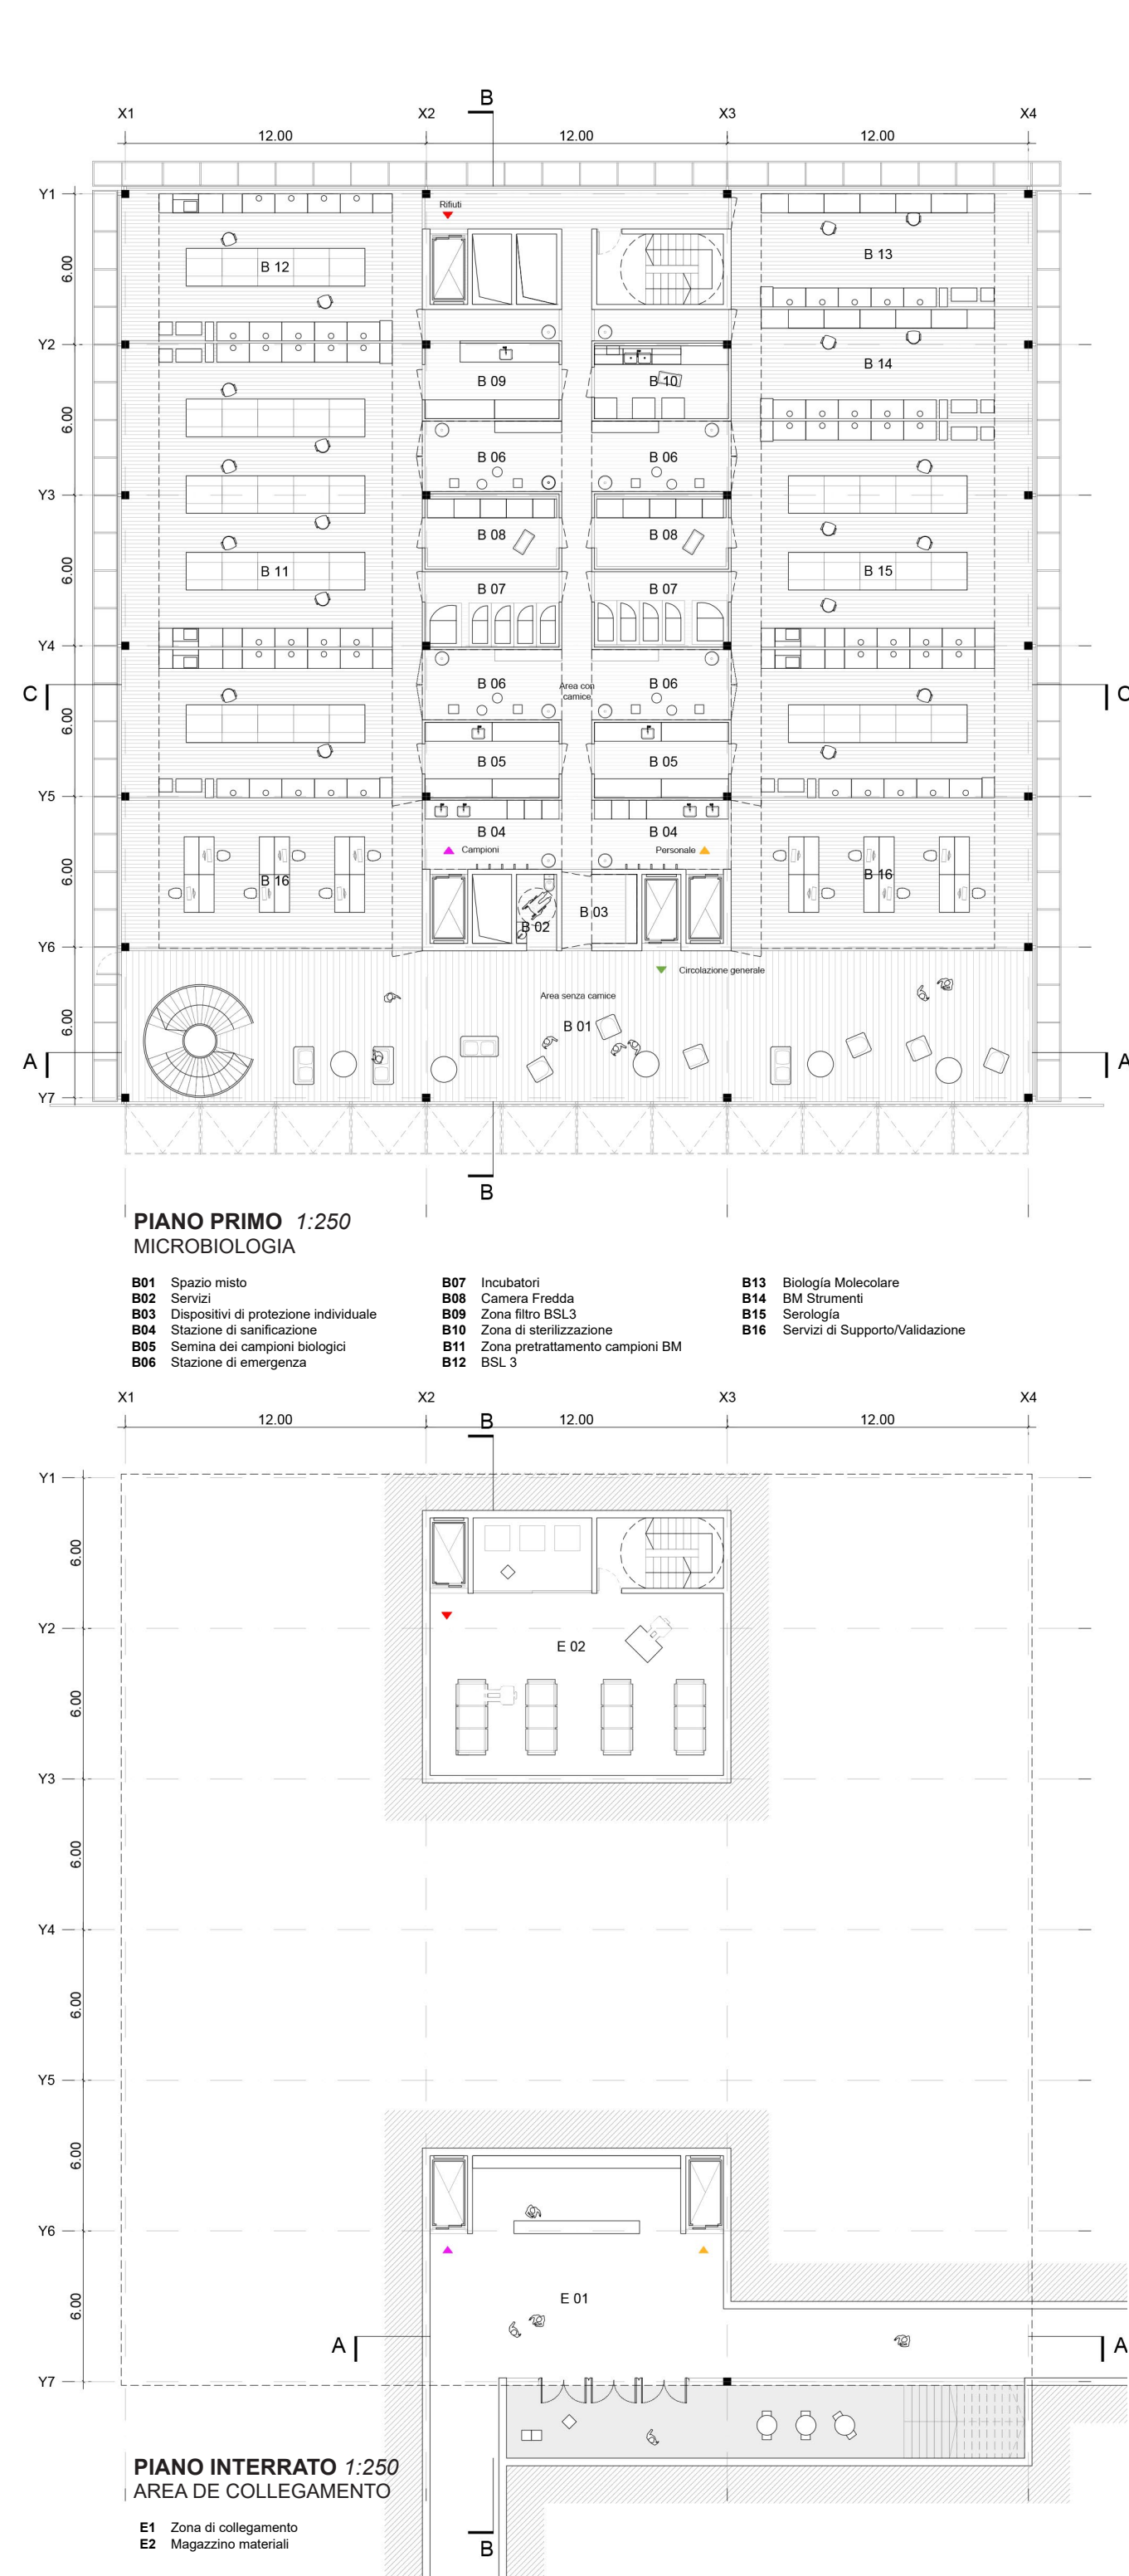 B
X1 X2 X3 X4
12.00 12.00 12.00
Y1
Rifiuti
6.00
B 12
B 13
Y2
B 14
B 09 B 10
6.00
B 06 B 06
Y3
B 08 B 08
6.00
B 11 B 15
B 07 B 07
Y4
C C
B 06 B 06
Area con
camice
6.00
B 05 B 05
Y5
B 04 B 04
Campioni Personale
6.00
B 16 B 16
B 03
B 02
Y6
Circolazione generale
Area senza camice
6.00
B 01
A A
Y7
B
PIANO PRIMO 1:250
MICROBIOLOGIA
B01 Spazio misto
B02 Servizi
B03 Dispositivi di protezione individuale
B04 Stazione di sanificazione
B05 Semina dei campioni biologici
B06 Stazione di emergenza
B07 Incubatori
B08 Camera Fredda
B09 Zona filtro BSL3
B10 Zona di sterilizzazione
B11 Zona pretrattamento campioni BM
B12 BSL 3
B13 Biología Molecolare
B14 BM Strumenti
B15 Serología
B16 Servizi di Supporto/Validazione
X1 X2 X3 X4
12.00 12.00 12.00
B
Y1
6.00
Y2
E 02
6.00
Y3
6.00
Y4
6.00
Y5
6.00
Y6
6.00
E 01
A A
Y7
PIANO INTERRATO 1:250
AREA DE COLLEGAMENTO
E1 Zona di collegamento
E2 Magazzino materiali
B